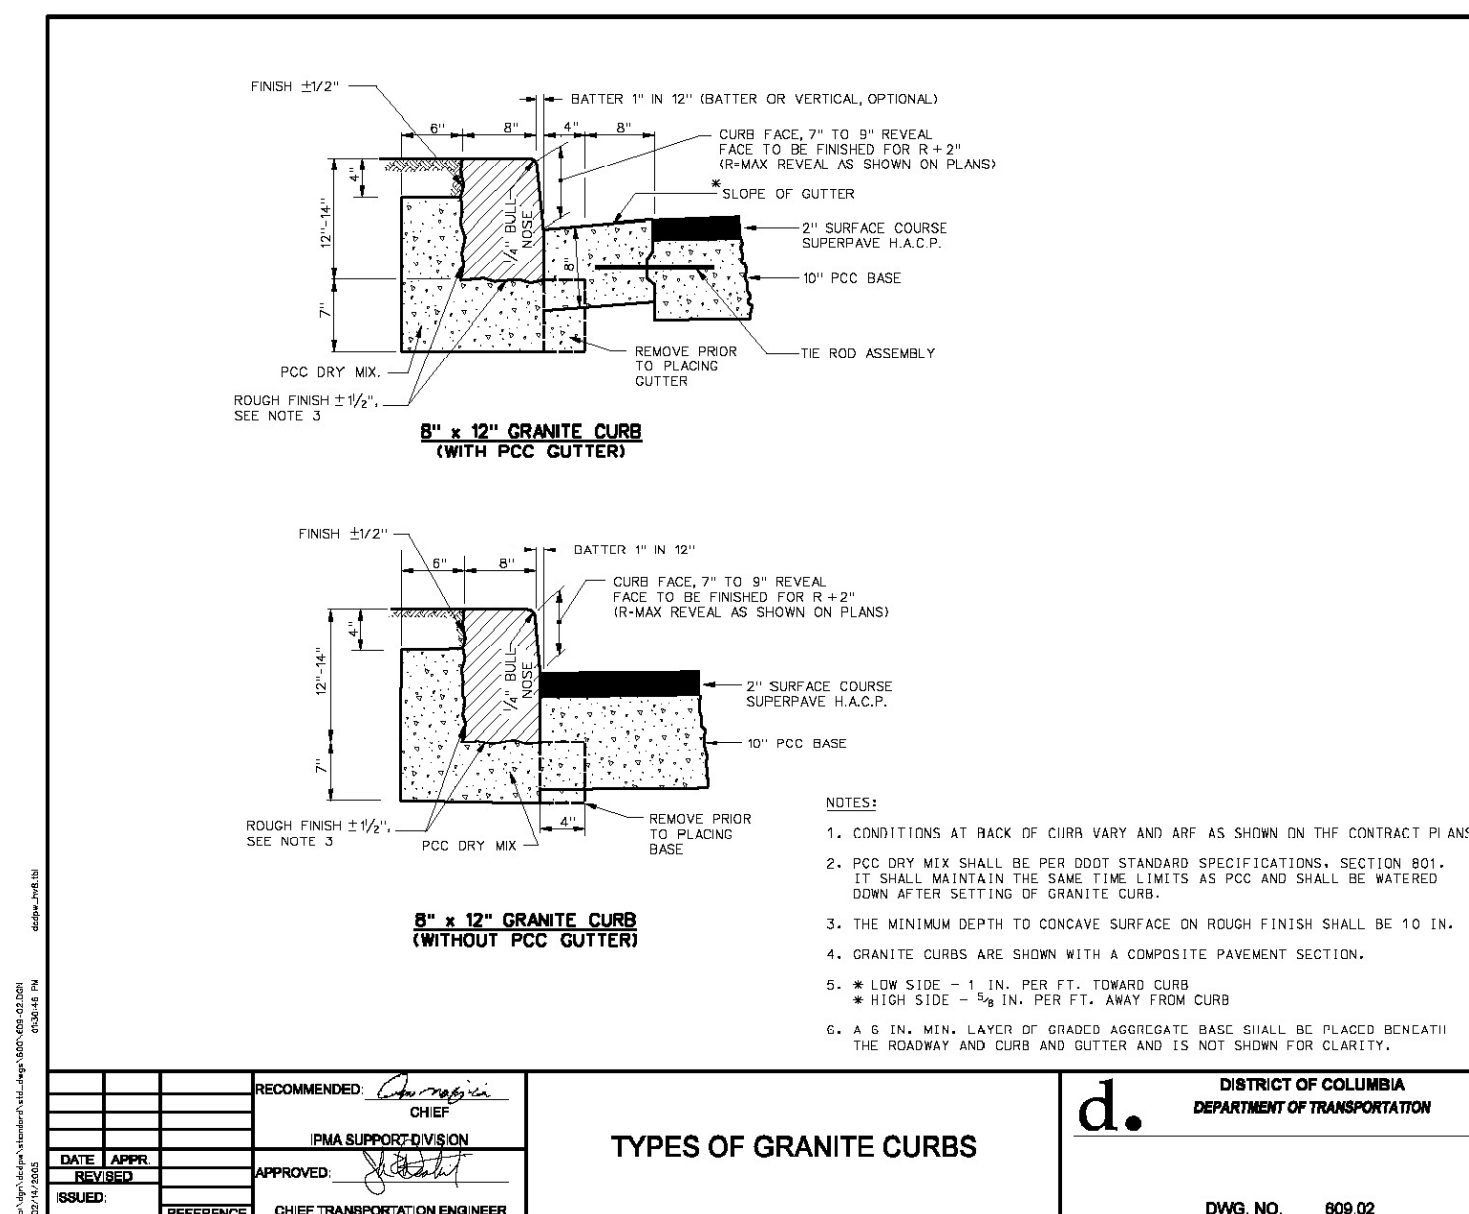 FINISH ±1/2"
BATTER 1" IN 12" (BATTER OR VERTICAL, OPTIONAL)
6"
8"
4"
8"
CURB FACE, 7" TO 9" REVEAL
FACE TO BE FINISHED FOR R + 2"
(R=MAX REVEAL AS SHOWN ON PLANS)
*
SLOPE OF GUTTER
4"
12"-14"
1/4" BULL
NOSE
2" SURFACE COURSE
SUPERPAVE H.A.C.P.
8"
10" PCC BASE
7"
REMOVE PRIOR
TO PLACING
GUTTER
TIE ROD ASSEMBLY
PCC DRY MIX.
ROUGH FINISH ±1½",
SEE NOTE 3
8" x 12" GRANITE CURB
(WITH PCC GUTTER)
FINISH ±1/2"
BATTER 1" IN 12"
6"
8"
CURB FACE, 7" TO 9" REVEAL
FACE TO BE FINISHED FOR R + 2"
(R-MAX REVEAL AS SHOWN ON PLANS)
4"
12"-14"
1/4" BULL
NOSE
2" SURFACE COURSE
SUPERPAVE H.A.C.P.
10" PCC BASE
7"
4"
REMOVE PRIOR
TO PLACING
BASE
ROUGH FINISH ±1½",
SEE NOTE 3
PCC DRY MIX
8" x 12" GRANITE CURB
(WITHOUT PCC GUTTER)
NOTES:
1. CONDITIONS AT BACK OF CURB VARY AND ARE AS SHOWN ON THE CONTRACT PLANS
2. PCC DRY MIX SHALL BE PER DDOT STANDARD SPECIFICATIONS, SECTION 801.
IT SHALL MAINTAIN THE SAME TIME LIMITS AS PCC AND SHALL BE WATERED
DOWN AFTER SETTING OF GRANITE CURB.
3. THE MINIMUM DEPTH TO CONCAVE SURFACE ON ROUGH FINISH SHALL BE 10 IN.
4. GRANITE CURBS ARE SHOWN WITH A COMPOSITE PAVEMENT SECTION.
5. * LOW SIDE - 1 IN. PER FT. TOWARD CURB
* HIGH SIDE - 5/8 IN. PER FT. AWAY FROM CURB
6. A 6 IN. MIN. LAYER OF GRADED AGGREGATE BASE SHALL BE PLACED BENEATH
THE ROADWAY AND CURB AND GUTTER AND IS NOT SHOWN FOR CLARITY.
dcdpw_hw8.tbl
01:30:46 PM
02/14/2005
DATE APPR.
REVISED
ISSUED:
REFERENCE
RECOMMENDED:
CHIEF
IPMA SUPPORT DIVISION
APPROVED:
CHIEF TRANSPORTATION ENGINEER
TYPES OF GRANITE CURBS
d.
DISTRICT OF COLUMBIA
DEPARTMENT OF TRANSPORTATION
DWG. NO. 609.02